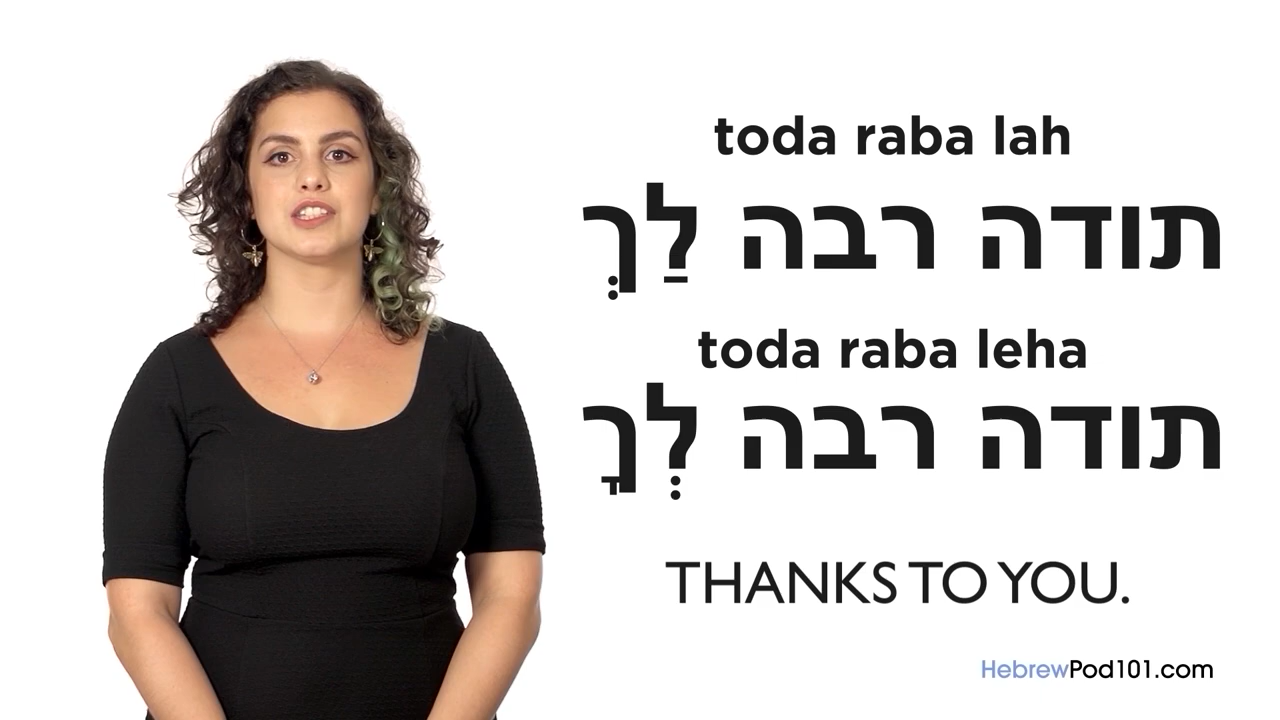 toda raba lah
תודה רבה לַךְ
toda raba leha
תודה רבה לְךָ
THANKS TO YOU.
HebrewPod101.com